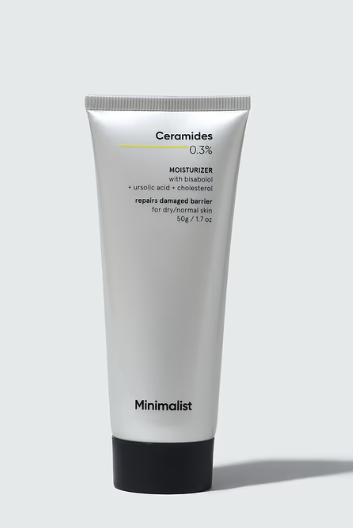 Ceramides
0.3%
MOISTURIZER
with bisabolol
+ ursolic acid + cholesterol
repairs damaged barrier
for dry/normal skin
50g / 1.7 oz
Minimalist